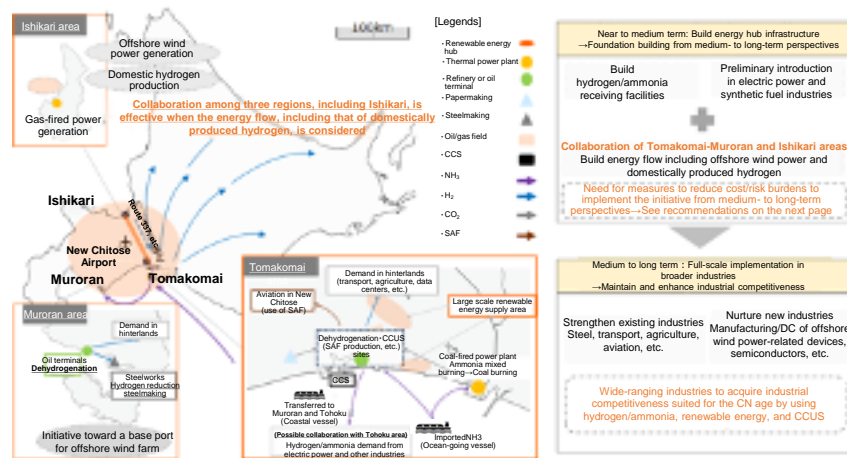 Ishikari area
Offshore wind
power generation
Domestic hydrogen
production
Gas-fired power
generation
Collaboration among three regions, including Ishikari, is
effective when the energy flow, including that of domestically
produced hydrogen, is considered
100km
[Legends]
・Renewable energy
hub
・Thermal power plant
・Refinery or oil
terminal
・Papermaking
・Steelmaking
・Oil/gas field
・CCS
・NH₃
・H₂
・CO₂
・SAF
Ishikari
Route 337, etc.
New Chitose
Airport
Muroran
Tomakomai
Muroran area
Demand in
hinterlands
Oil terminals
Dehydrogenation
Steelworks
Hydrogen reduction
steelmaking
Initiative toward a base port
for offshore wind farm
Tomakomai
Demand in hinterlands
(transport, agriculture, data
centers, etc.)
Aviation in New
Chitose
(use of SAF)
Large scale renewable
energy supply area
Dehydrogenation・CCUS
(SAF production, etc.)
sites
CCS
Coal-fired power plant
Ammonia mixed
burning→Coal burning
Transferred to
Muroran and Tohoku
(Coastal vessel)
(Possible collaboration with Tohoku area)
Hydrogen/ammonia demand from
electric power and other industries
ImportedNH3
(Ocean-going vessel)
Near to medium term: Build energy hub infrastructure
→Foundation building from medium- to long-term perspectives
Build
hydrogen/ammonia
receiving facilities
Preliminary introduction
in electric power and
synthetic fuel industries
Collaboration of Tomakomai-Muroran and Ishikari areas
Build energy flow including offshore wind power and
domestically produced hydrogen
Need for measures to reduce cost/risk burdens to
implement the initiative from medium- to long-term
perspectives→See recommendations on the next page
Medium to long term : Full-scale implementation in
broader industries
→Maintain and enhance industrial competitiveness
Strengthen existing industries
Steel, transport, agriculture,
aviation, etc.
Nurture new industries
Manufacturing/DC of offshore
wind power-related devices,
semiconductors, etc.
Wide-ranging industries to acquire industrial
competitiveness suited for the CN age by using
hydrogen/ammonia, renewable energy, and CCUS